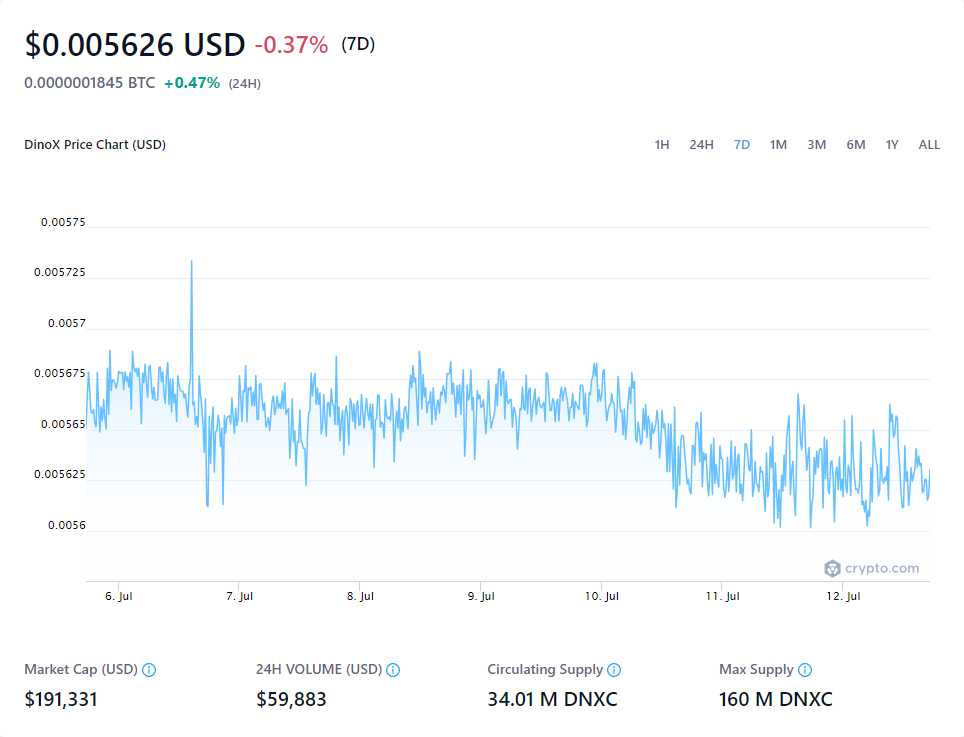 $0.005626 USD -0.37% (7D)
0.0000001845 BTC +0.47% (24H)
DinoX Price Chart (USD) 1H 24H 7D 1M 3M 6M 1Y ALL
0.00575
0.005725
0.0057
0.005675
0.00565
0.005625
0.0056
crypto.com
6. Jul 7. Jul 8. Jul 9. Jul 10. Jul 11. Jul 12. Jul
Market Cap (USD) 24H VOLUME (USD) Circulating Supply Max Supply
$191,331 $59,883 34.01 M DNXC 160 M DNXC